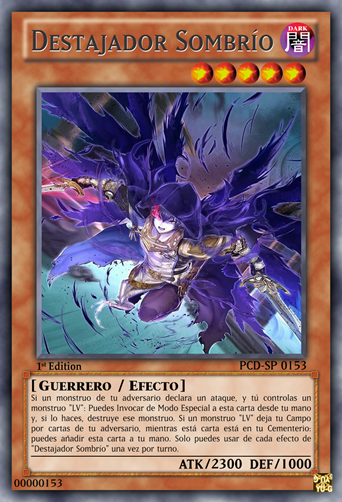 Destajador Sombrío
DARK
闇
1st Edition
PCD-SP 0153
[Guerrero / Efecto]
Si un monstruo de tu adversario declara un ataque, y tú controlas un
monstruo "LV": Puedes Invocar de Modo Especial a esta carta desde tu mano
y, si lo haces, destruye ese monstruo. Si un monstruo "LV" deja tu Campo
por cartas de tu adversario, mientras está carta está en tu Cementerio:
puedes añadir esta carta a tu mano. Solo puedes usar de cada efecto de
"Destajador Sombrío" una vez por turno.
ATK/2300 DEF/1000
00000153